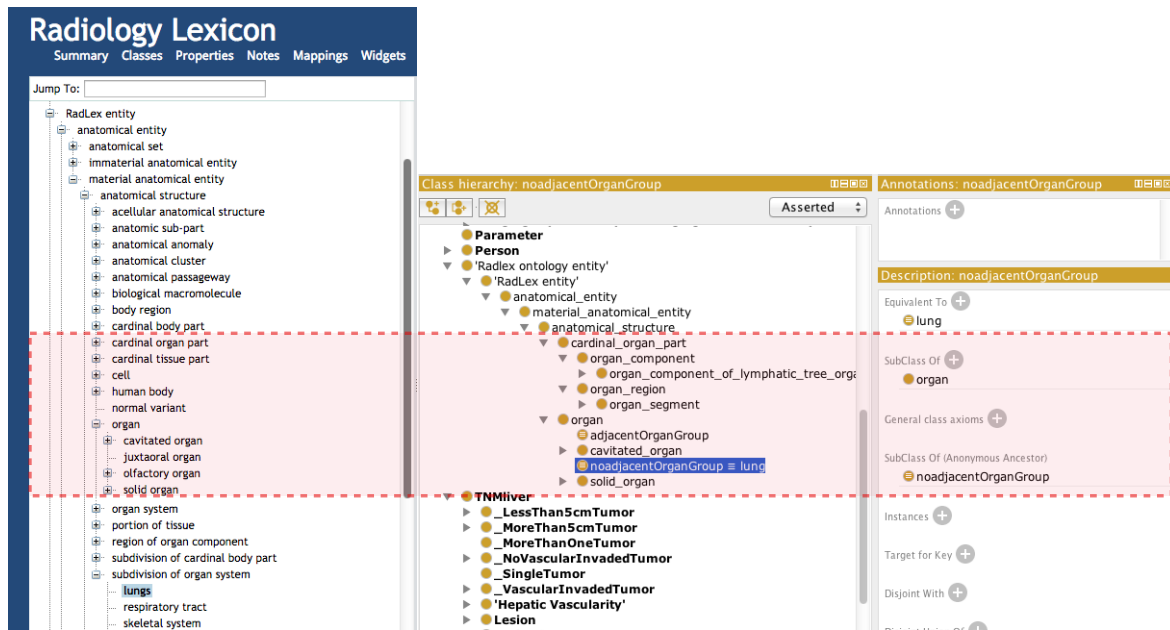 Radiology Lexicon
Summary Classes Properties Notes Mappings Widgets
Jump To:
RadLex entity
anatomical entity
anatomical set
immaterial anatomical entity
material anatomical entity
anatomical structure
acellular anatomical structure
anatomic sub-part
anatomical anomaly
anatomical cluster
anatomical passageway
biological macromolecule
body region
cardinal body part
cardinal organ part
cardinal tissue part
cell
human body
normal variant
organ
cavitated organ
juxtaoral organ
olfactory organ
solid organ
organ system
portion of tissue
region of organ component
subdivision of cardinal body part
subdivision of organ system
lungs
respiratory tract
skeletal system
Class hierarchy: noadjacentOrganGroup
Asserted
Parameter
Person
'Radlex ontology entity'
'RadLex entity'
anatomical_entity
material_anatomical_entity
anatomical_structure
cardinal_organ_part
organ_component
organ_component_of_lymphatic_tree_orga
organ_region
organ_segment
organ
adjacentOrganGroup
cavitated_organ
noadjacentOrganGroup ≡ lung
solid_organ
TNMliver
_LessThan5cmTumor
_MoreThan5cmTumor
_MoreThanOneTumor
_NoVascularInvadedTumor
_SingleTumor
_VascularInvadedTumor
'Hepatic Vascularity'
Lesion
Annotations: noadjacentOrganGroup
Annotations
Description: noadjacentOrganGroup
Equivalent To
lung
SubClass Of
organ
General class axioms
SubClass Of (Anonymous Ancestor)
noadjacentOrganGroup
Instances
Target for Key
Disjoint With